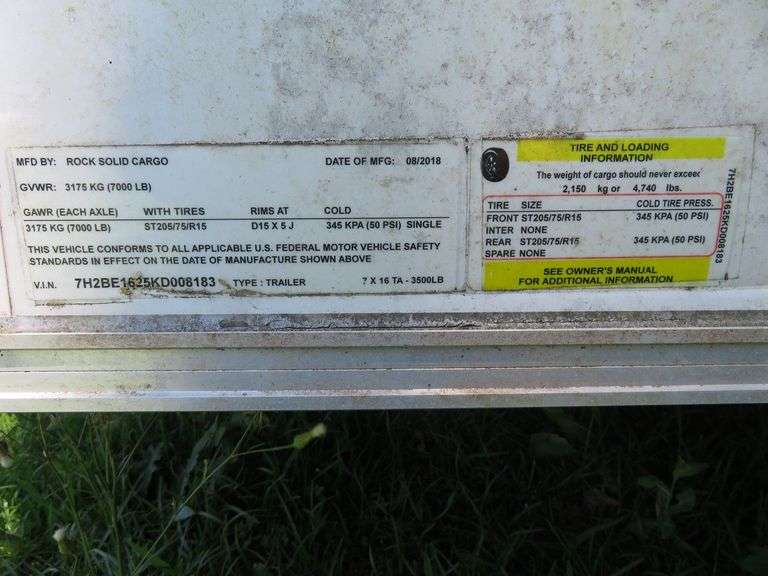 MFD BY: ROCK SOLID CARGO DATE OF MFG: 08/2018
GVWR: 3175 KG (7000 LB)
GAWR (EACH AXLE) WITH TIRES RIMS AT COLD
3175 KG (7000 LB) ST205/75/R15 D15 X 5 J 345 KPA (50 PSI) SINGLE
THIS VEHICLE CONFORMS TO ALL APPLICABLE U.S. FEDERAL MOTOR VEHICLE SAFETY
STANDARDS IN EFFECT ON THE DATE OF MANUFACTURE SHOWN ABOVE
V.I.N. 7H2BE1625KD008183 TYPE : TRAILER 7 X 16 TA - 3500LB
TIRE AND LOADING
INFORMATION
The weight of cargo should never exceed
2,150 kg or 4,740 lbs.
TIRE SIZE COLD TIRE PRESS.
FRONT ST205/75/R15 345 KPA (50 PSI)
INTER NONE
REAR ST205/75/R15 345 KPA (50 PSI)
SPARE NONE
SEE OWNER'S MANUAL
FOR ADDITIONAL INFORMATION
7H2BE1625KD008183